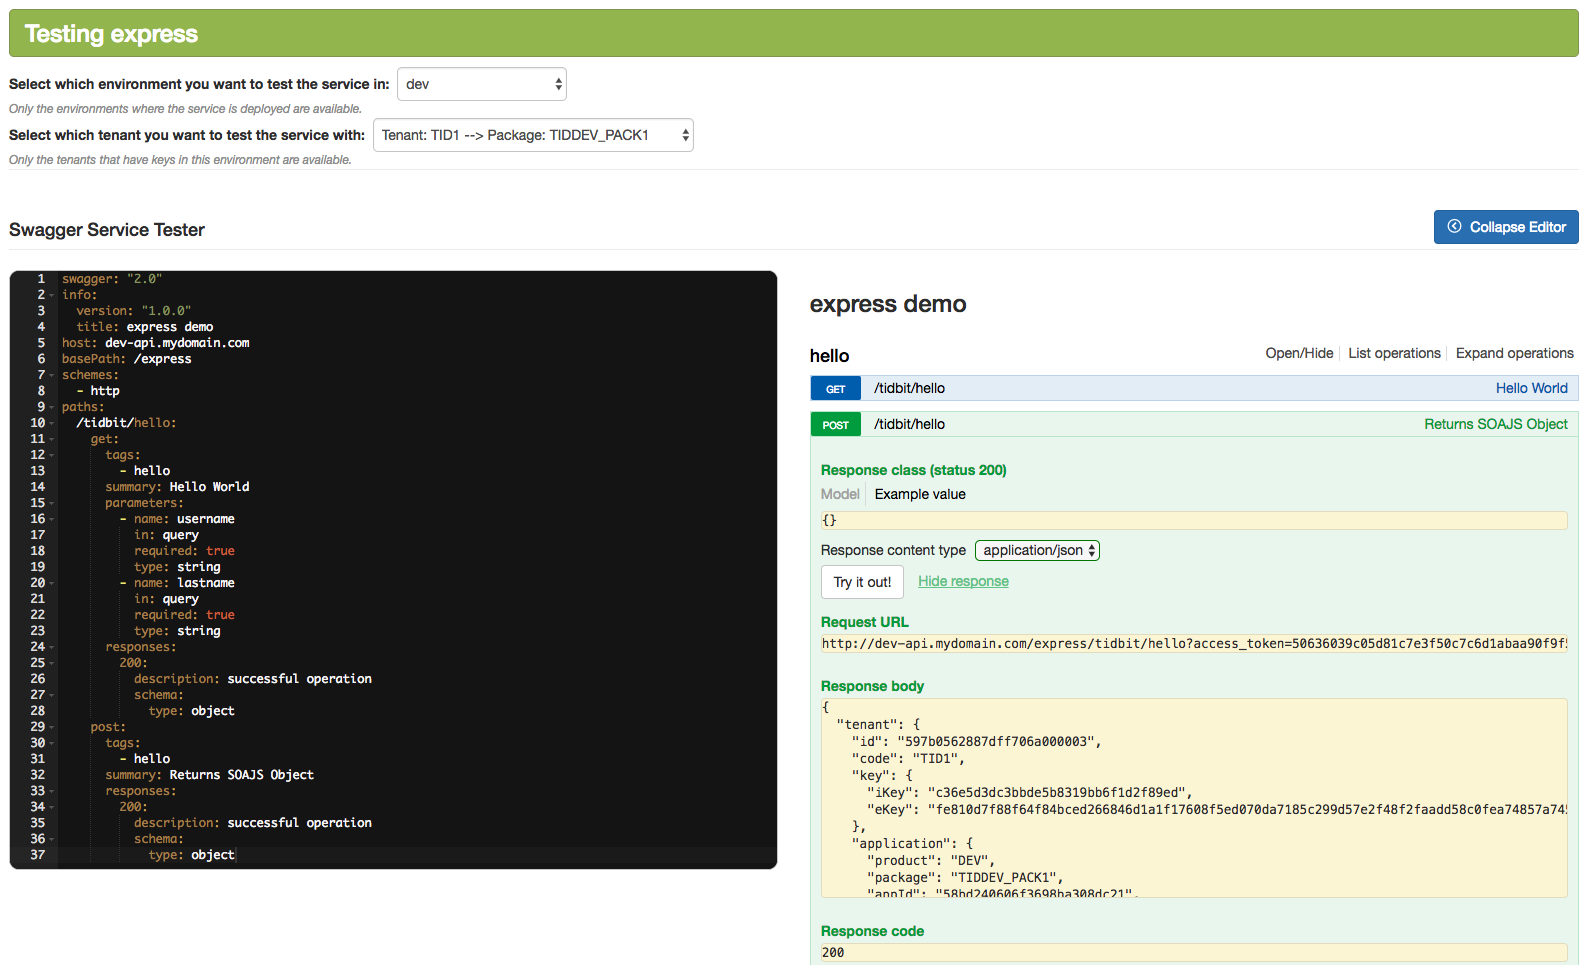 Testing express
Select which environment you want to test the service in: dev
Only the environments where the service is deployed are available.
Select which tenant you want to test the service with: Tenant: TID1 --> Package: TIDDEV_PACK1
Only the tenants that have keys in this environment are available.
Swagger Service Tester
Collapse Editor
1 swagger: "2.0"
2 info:
3 version: "1.0.0"
4 title: express demo
5 host: dev-api.mydomain.com
6 basePath: /express
7 schemes:
8 - http
9 paths:
10 /tidbit/hello:
11 get:
12 tags:
13 - hello
14 summary: Hello World
15 parameters:
16 - name: username
17 in: query
18 required: true
19 type: string
20 - name: lastname
21 in: query
22 required: true
23 type: string
24 responses:
25 200:
26 description: successful operation
27 schema:
28 type: object
29 post:
30 tags:
31 - hello
32 summary: Returns SOAJS Object
33 responses:
34 200:
35 description: successful operation
36 schema:
37 type: object
express demo
hello
Open/Hide List operations Expand operations
GET /tidbit/hello Hello World
POST /tidbit/hello Returns SOAJS Object
Response class (status 200)
Model Example value
{}
Response content type application/json
Try it out! Hide response
Request URL
http://dev-api.mydomain.com/express/tidbit/hello?access_token=50636039c05d81c7e3f50c7c6d1abaa90f9f5
Response body
{
"tenant": {
"id": "597b0562887dff706a000003",
"code": "TID1",
"key": {
"iKey": "c36e5d3dc3bbde5b8319bb6f1d2f89ed",
"eKey": "fe810d7f88f64f84bced266846d1a1f17608f5ed070da7185c299d57e2f48f2faadd58c0fea74857a745
},
"application": {
"product": "DEV",
"package": "TIDDEV_PACK1",
"appId": "58bd240606f3698ba308dc21",
Response code
200